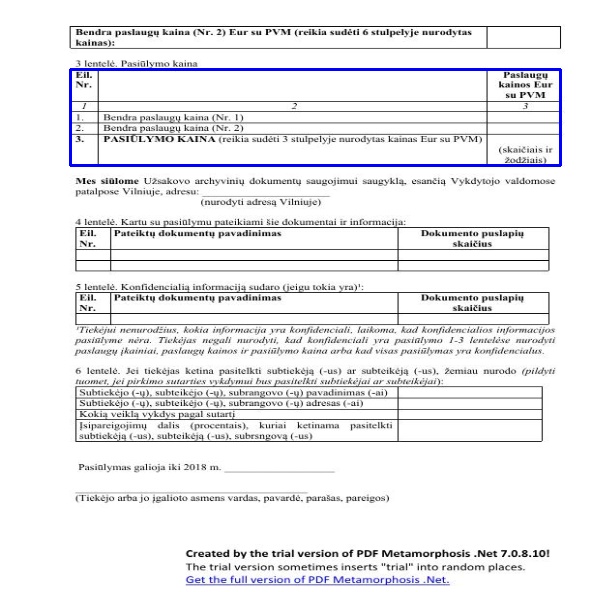 Bendra paslaugų kaina (Nr. 2) Eur su PVM (reikia sudėti 6 stulpelyje nurodytas
kainas):
3 lentelė. Pasiūlymo kaina
Eil. Nr.
Paslaugų kainos Eur su PVM
1 2 3
1. Bendra paslaugų kaina (Nr. 1)
2. Bendra paslaugų kaina (Nr. 2)
3. PASIŪLYMO KAINA (reikia sudėti 3 stulpelyje nurodytas kainas Eur su PVM)
(skaičiais ir
žodžiais)
Mes siūlome Užsakovo archyvinių dokumentų saugojimui saugyklą, esančią Vykdytojo valdomose
patalpose Vilniuje, adresu: ____________________________
(nurodyti adresą Vilniuje)
4 lentelė. Kartu su pasiūlymu pateikiami šie dokumentai ir informacija:
Eil. Nr.
Pateiktų dokumentų pavadinimas
Dokumento puslapių skaičius
5 lentelė. Konfidencialią informaciją sudaro (jeigu tokia yra)¹:
Eil. Nr.
Pateiktų dokumentų pavadinimas
Dokumento puslapių skaičius
¹Tiekėjui nenurodžius, kokia informacija yra konfidenciali, laikoma, kad konfidencialios informacijos
pasiūlyme nėra. Tiekėjas negali nurodyti, kad konfidenciali yra pasiūlymo 1-3 lentelėse nurodyti
paslaugų įkainiai, paslaugų kainos ir pasiūlymo kaina arba kad visas pasiūlymas yra konfidencialus.
6 lentelė. Jei tiekėjas ketina pasitelkti subtiekėją (-us) ar subteikėją (-us), žemiau nurodo (pildyti
tuomet, jei pirkimo sutarties vykdymui bus pasitelkti subtiekėjai ar subteikėjai):
Subtiekėjo (-ų), subteikėjo (-ų), subrangovo (-ų) pavadinimas (-ai)
Subtiekėjo (-ų), subteikėjo (-ų), subrangovo (-ų) adresas (-ai)
Kokią veiklą vykdys pagal sutartį
Įsipareigojimų dalis (procentais), kuriai ketinama pasitelkti
subtiekėją (-us), subteikėją (-us), subrsngovą (-us)
Pasiūlymas galioja iki 2018 m. ______________________
(Tiekėjo arba jo įgalioto asmens vardas, pavardė, parašas, pareigos)
Created by the trial version of PDF Metamorphosis .Net 7.0.8.10!
The trial version sometimes inserts "trial" into random places.
Get the full version of PDF Metamorphosis .Net.